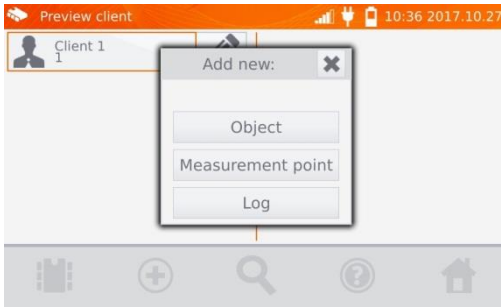 Preview client
10:36 2017.10.27
Client 1
1
Add new:
Object
Measurement point
Log